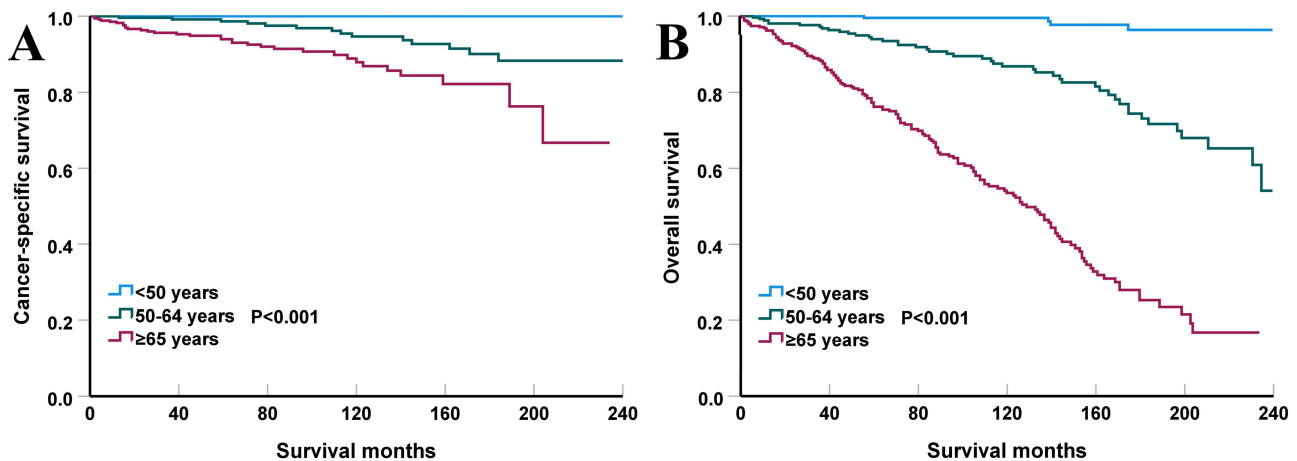 A
Cancer-specific survival
1.0
0.8
0.6
0.4
0.2
0.0
<50 years
50-64 years P<0.001
≥65 years
0 40 80 120 160 200 240
Survival months
B
Overall survival
1.0
0.8
0.6
0.4
0.2
0.0
<50 years
50-64 years P<0.001
≥65 years
0 40 80 120 160 200 240
Survival months